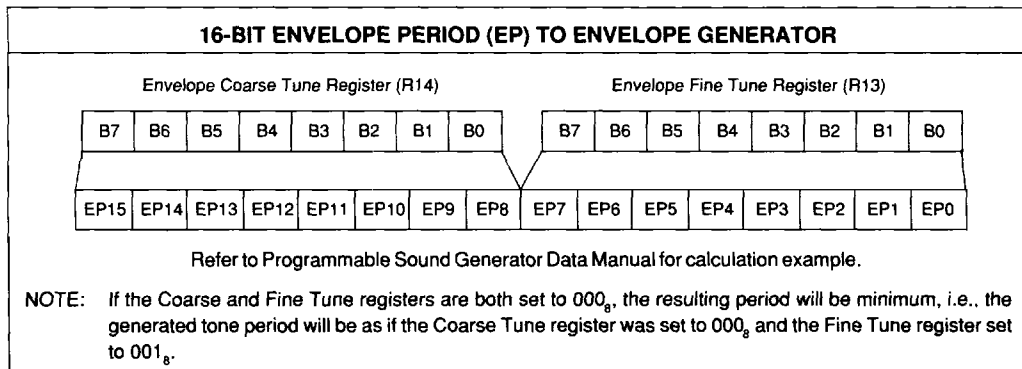 16-BIT ENVELOPE PERIOD (EP) TO ENVELOPE GENERATOR
Envelope Coarse Tune Register (R14) Envelope Fine Tune Register (R13)
B7 B6 B5 B4 B3 B2 B1 B0 B7 B6 B5 B4 B3 B2 B1 B0
EP15 EP14 EP13 EP12 EP11 EP10 EP9 EP8 EP7 EP6 EP5 EP4 EP3 EP2 EP1 EP0
Refer to Programmable Sound Generator Data Manual for calculation example.
NOTE: If the Coarse and Fine Tune registers are both set to 000₈, the resulting period will be minimum, i.e., the
generated tone period will be as if the Coarse Tune register was set to 000₈ and the Fine Tune register set
to 001₈.